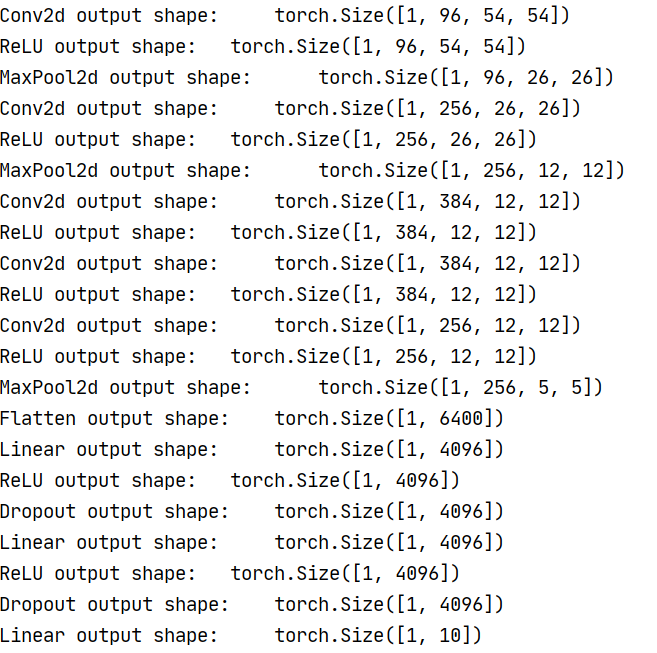 Conv2d output shape:     torch.Size([1, 96, 54, 54])
ReLU output shape:   torch.Size([1, 96, 54, 54])
MaxPool2d output shape:      torch.Size([1, 96, 26, 26])
Conv2d output shape:     torch.Size([1, 256, 26, 26])
ReLU output shape:   torch.Size([1, 256, 26, 26])
MaxPool2d output shape:      torch.Size([1, 256, 12, 12])
Conv2d output shape:     torch.Size([1, 384, 12, 12])
ReLU output shape:   torch.Size([1, 384, 12, 12])
Conv2d output shape:     torch.Size([1, 384, 12, 12])
ReLU output shape:   torch.Size([1, 384, 12, 12])
Conv2d output shape:     torch.Size([1, 256, 12, 12])
ReLU output shape:   torch.Size([1, 256, 12, 12])
MaxPool2d output shape:      torch.Size([1, 256, 5, 5])
Flatten output shape:    torch.Size([1, 6400])
Linear output shape:     torch.Size([1, 4096])
ReLU output shape:   torch.Size([1, 4096])
Dropout output shape:    torch.Size([1, 4096])
Linear output shape:     torch.Size([1, 4096])
ReLU output shape:   torch.Size([1, 4096])
Dropout output shape:    torch.Size([1, 4096])
Linear output shape:     torch.Size([1, 10])